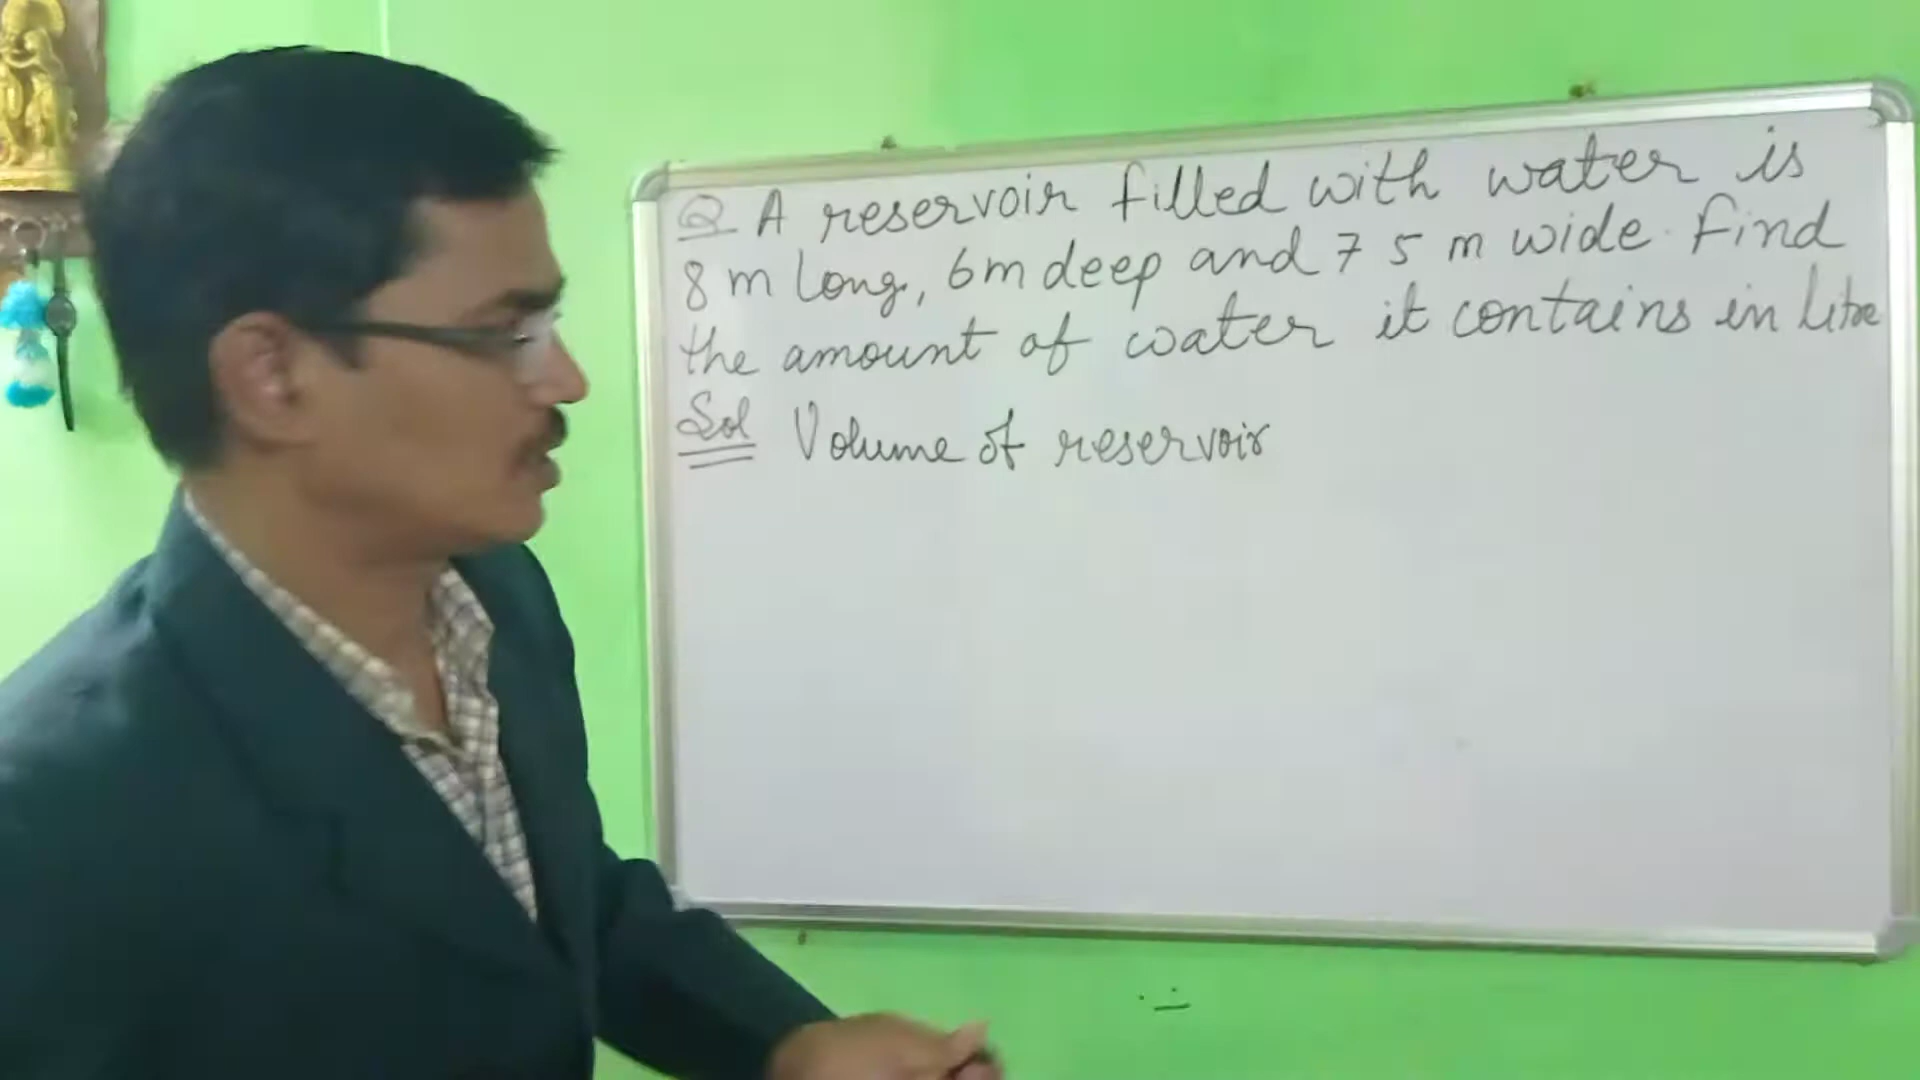 Q A reservoir filled with water is
8 m long, 6m deep and 7 5 m wide. Find
the amount of water it contains in litre
Sol Volume of reservoir